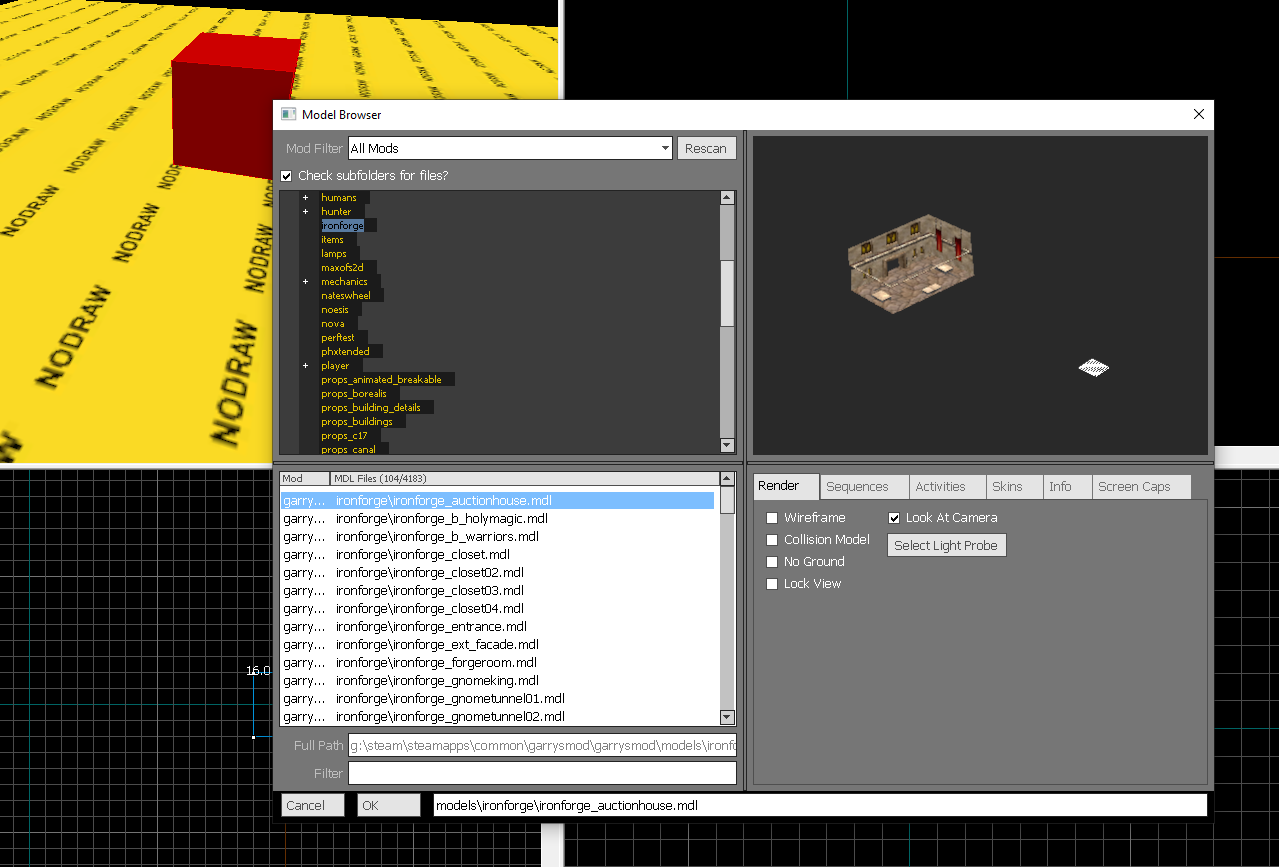 NODRAW
NODRAW
NODRAW
NODRAW
NODRAW
NODRAW
NODRAW
Model Browser
Mod Filter All Mods Rescan
Check subfolders for files?
+ humans
+ hunter
ironforge
items
lamps
maxofs2d
+ mechanics
nateswheel
noesis
nova
perftest
phxtended
+ player
props_animated_breakable
props_borealis
props_building_details
props_buildings
props_c17
props_canal
Mod MDL Files (104/4183)
garry... ironforge\ironforge_auctionhouse.mdl
garry... ironforge\ironforge_b_holymagic.mdl
garry... ironforge\ironforge_b_warriors.mdl
garry... ironforge\ironforge_closet.mdl
garry... ironforge\ironforge_closet02.mdl
garry... ironforge\ironforge_closet03.mdl
garry... ironforge\ironforge_closet04.mdl
garry... ironforge\ironforge_entrance.mdl
garry... ironforge\ironforge_ext_facade.mdl
garry... ironforge\ironforge_forgeroom.mdl
garry... ironforge\ironforge_gnomeking.mdl
garry... ironforge\ironforge_gnometunnel01.mdl
garry... ironforge\ironforge_gnometunnel02.mdl
Full Path g:\steam\steamapps\common\garrysmod\garrysmod\models\ironfo
Filter
Cancel OK models\ironforge\ironforge_auctionhouse.mdl
Render Sequences Activities Skins Info Screen Caps
Wireframe Look At Camera
Collision Model Select Light Probe
No Ground
Lock View
16.0